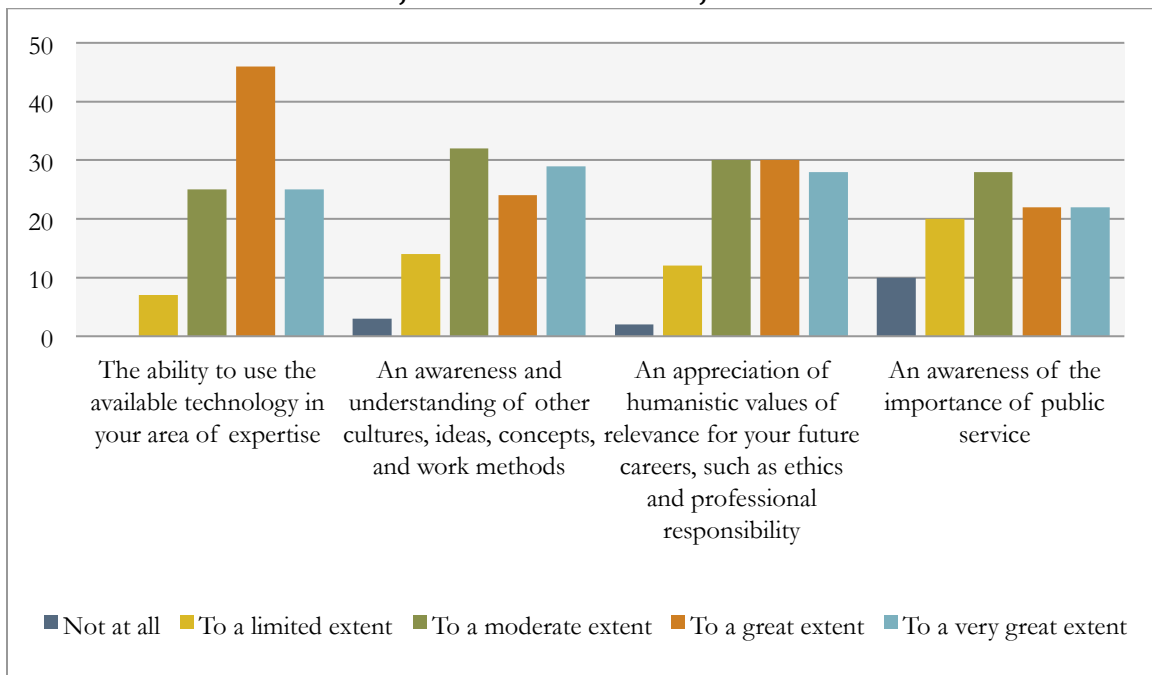 50
40
30
20
10
0
The ability to use the
available technology in
your area of expertise
An awareness and
understanding of other
cultures, ideas, concepts,
and work methods
An appreciation of
humanistic values of
relevance for your future
careers, such as ethics
and professional
responsibility
An awareness of the
importance of public
service
Not at all To a limited extent To a moderate extent To a great extent To a very great extent